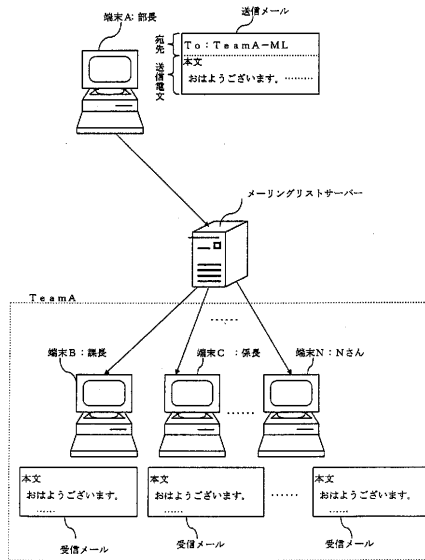 送信メール
端末A:部長
宛先
To:TeamA-ML
送信電文
本文
おはようございます。………
メーリングリストサーバー
TeamA
……
端末B:課長
端末C:係長
端末N:Nさん
……
本文
おはようございます。
……
本文
おはようございます。
……
……
本文
おはようございます。
……
受信メール
受信メール
受信メール